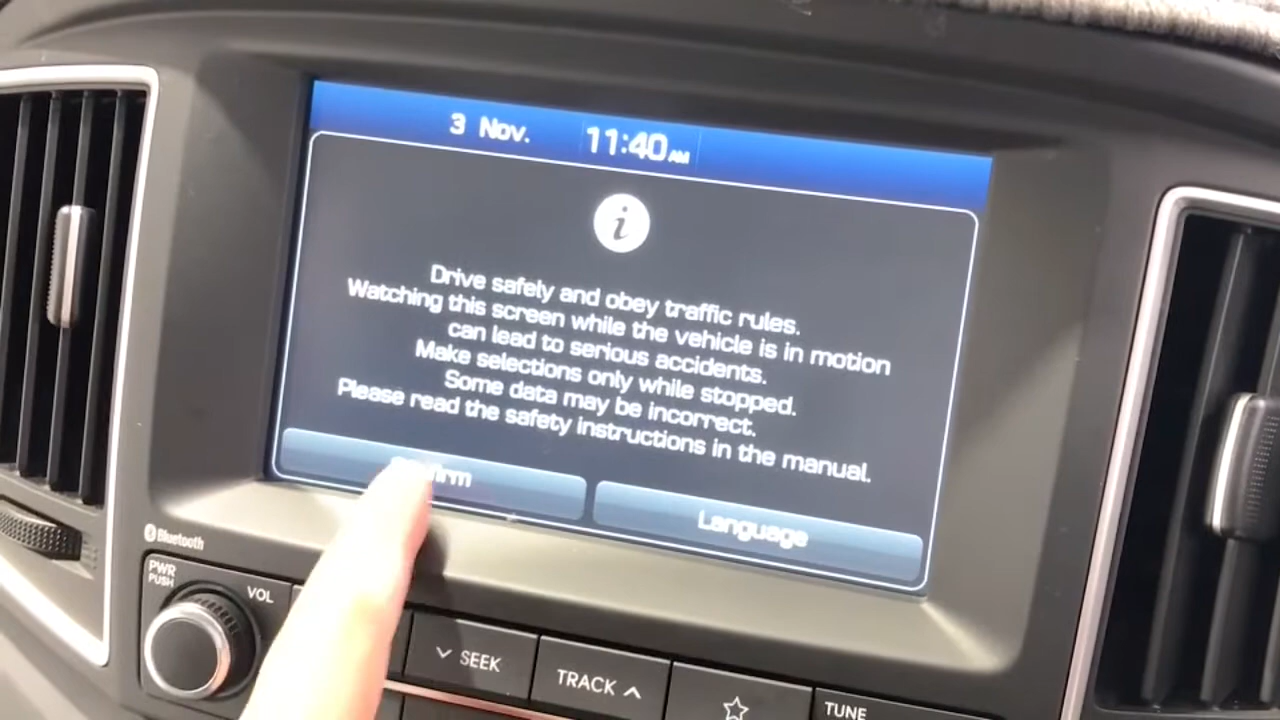 3 Nov. 11:40 AM
i
Drive safely and obey traffic rules.
Watching this screen while the vehicle is in motion
can lead to serious accidents.
Make selections only while stopped.
Some data may be incorrect.
Please read the safety instructions in the manual.
Language
Bluetooth
PWR
PUSH
VOL
SEEK
TRACK
TUNE